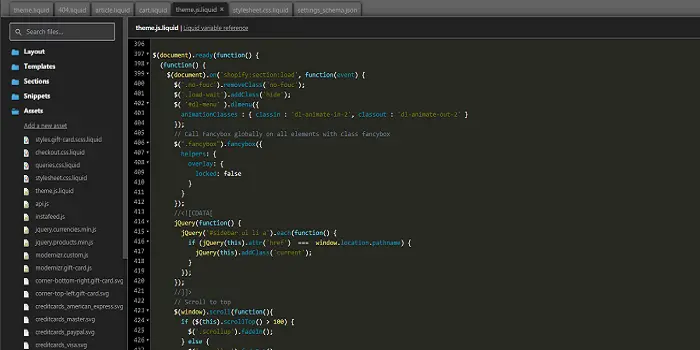 theme.liquid
404.liquid
article.liquid
cart.liquid
theme.js.liquid ×
stylesheet.css.liquid
settings_schema.json
Search files...
theme.js.liquid | Liquid variable reference
Layout
Templates
Sections
Snippets
Assets
Add a new asset
styles.gift-card.scss.liquid
checkout.css.liquid
queries.css.liquid
stylesheet.css.liquid
theme.js.liquid
api.js
instafeed.js
jquery.currencies.min.js
jquery.products.min.js
modernizr.custom.js
modernizr.gift-card.js
corner-bottom-right.gift-card.svg
corner-top-left.gift-card.svg
creditcards_american_express.svg
creditcards_master.svg
creditcards_paypal.svg
creditcards_visa.svg
396
397 $(document).ready(function() {
398 (function() {
399 $(document).on('shopify:section:load', function(event) {
400 $('.no-fouc').removeClass('no-fouc');
401 $('.load-wait').addClass('hide');
402 $( '#dl-menu' ).dlmenu({
403 animationClasses : { classin : 'dl-animate-in-2', classout : 'dl-animate-out-2' }
404 });
405 // Call fancybox globally on all elements with class fancybox
406 $(".fancybox").fancybox({
407 helpers: {
408 overlay: {
409 locked: false
410 }
411 }
412 });
413 //<![CDATA[
414 jQuery(function() {
415 jQuery('#sidebar ul li a').each(function() {
416 if (jQuery(this).attr('href') === window.location.pathname) {
417 jQuery(this).addClass('current');
418 }
419 });
420 });
421 //]]>
422 // Scroll to top
423 $(window).scroll(function(){
424 if ($(this).scrollTop() > 100) {
425 $('.scrollup').fadeIn();
426 } else {